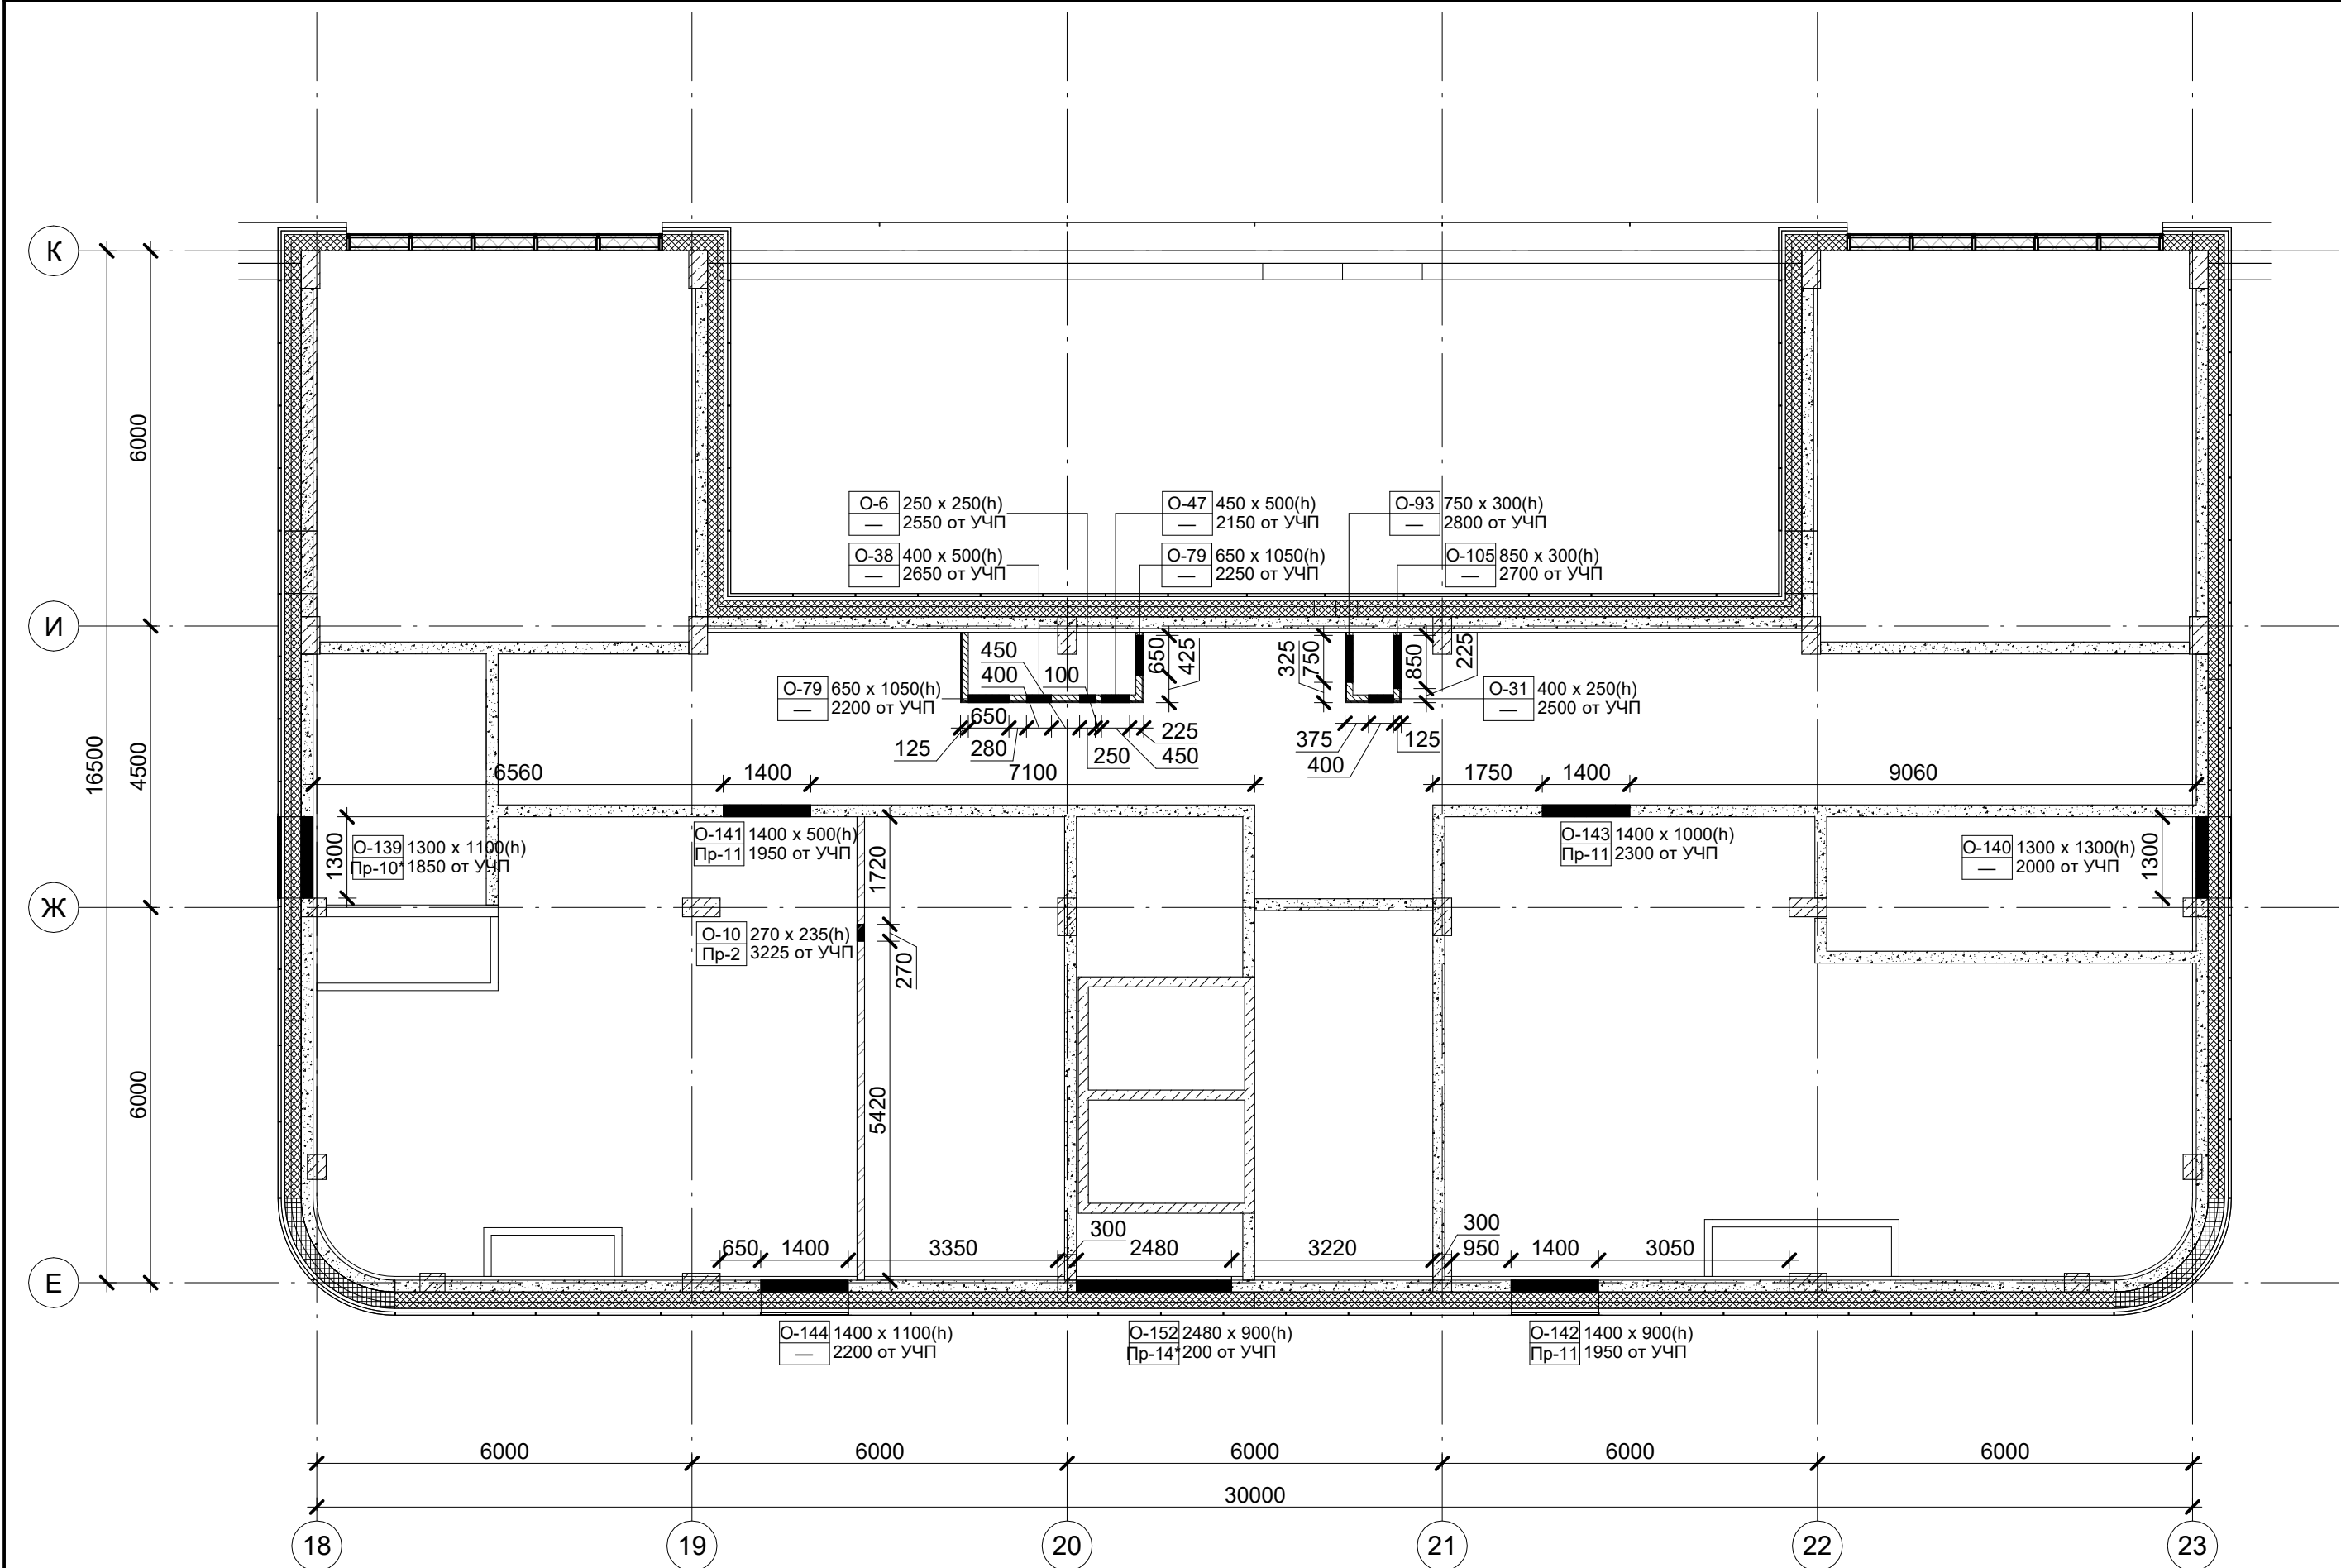 К
И
Ж
Е
16500
6000
4500
6000
О-6 250 x 250(h)
— 2550 от УЧП
О-47 450 x 500(h)
— 2150 от УЧП
О-93 750 x 300(h)
— 2800 от УЧП
О-38 400 x 500(h)
— 2650 от УЧП
О-79 650 x 1050(h)
— 2250 от УЧП
О-105 850 x 300(h)
— 2700 от УЧП
450
400
100
650
425
325
750
850
225
О-79 650 x 1050(h)
— 2200 от УЧП
О-31 400 x 250(h)
— 2500 от УЧП
650
125
280
250
225
450
375
400
125
6560
1400
7100
1750
1400
9060
1300
О-139 1300 x 1100(h)
Пр-10* 1850 от УЧП
О-141 1400 x 500(h)
Пр-11 1950 от УЧП
1720
О-143 1400 x 1000(h)
Пр-11 2300 от УЧП
О-140 1300 x 1300(h)
— 2000 от УЧП
1300
О-10 270 x 235(h)
Пр-2 3225 от УЧП
270
5420
650
1400
3350
300
2480
3220
300
950
1400
3050
О-144 1400 x 1100(h)
— 2200 от УЧП
О-152 2480 x 900(h)
Пр-14* 200 от УЧП
О-142 1400 x 900(h)
Пр-11 1950 от УЧП
6000
6000
6000
6000
6000
30000
18
19
20
21
22
23